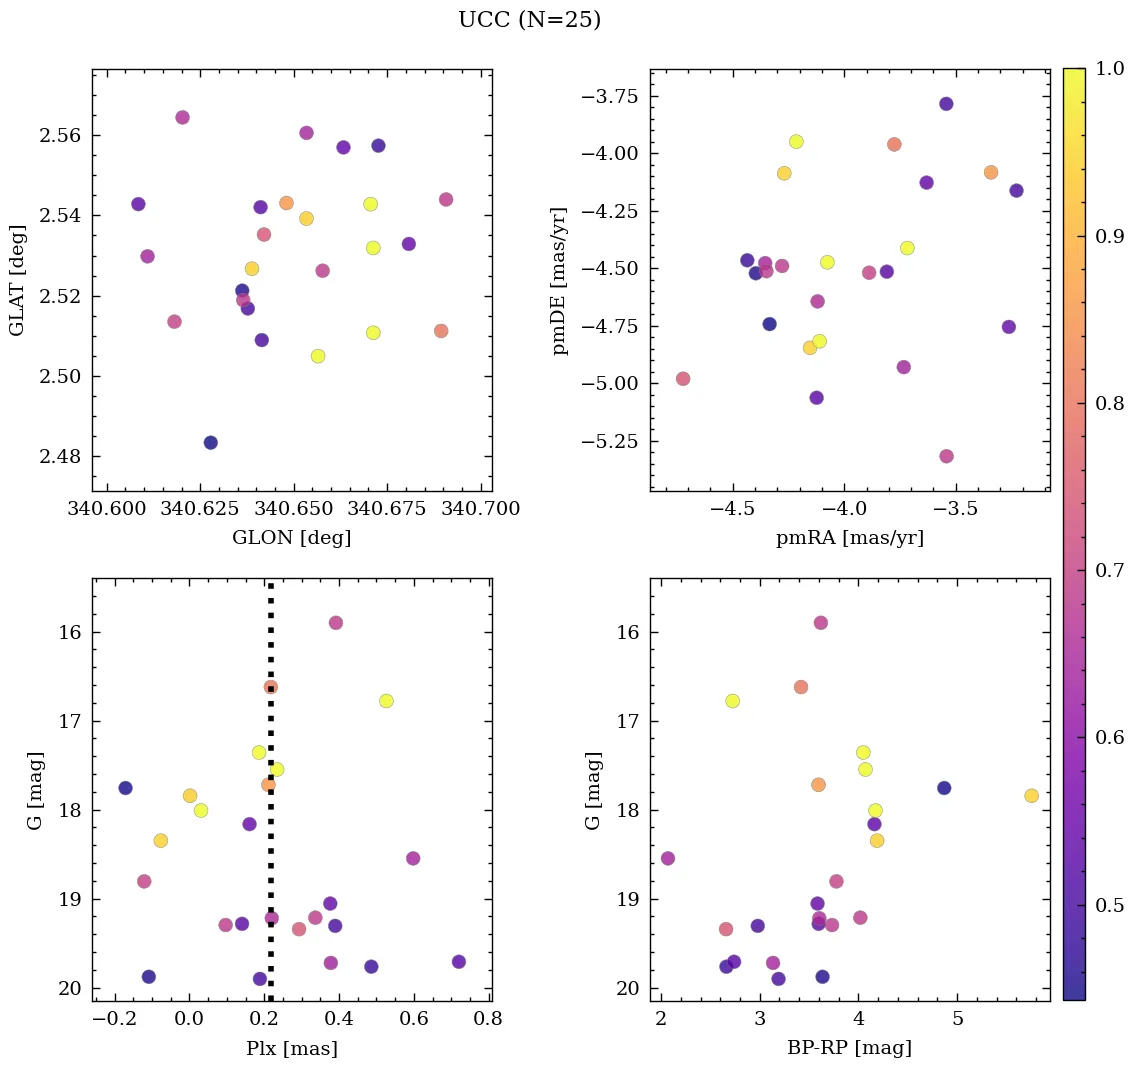 UCC (N=25)
2.56
2.54
2.52
2.50
2.48
GLAT [deg]
340.600 340.625 340.650 340.675 340.700
GLON [deg]
−3.75
−4.00
−4.25
−4.50
−4.75
−5.00
−5.25
pmDE [mas/yr]
−4.5 −4.0 −3.5
pmRA [mas/yr]
1.0
0.9
0.8
0.7
0.6
0.5
16
17
18
19
20
G [mag]
−0.2 0.0 0.2 0.4 0.6 0.8
Plx [mas]
16
17
18
19
20
G [mag]
2 3 4 5
BP-RP [mag]